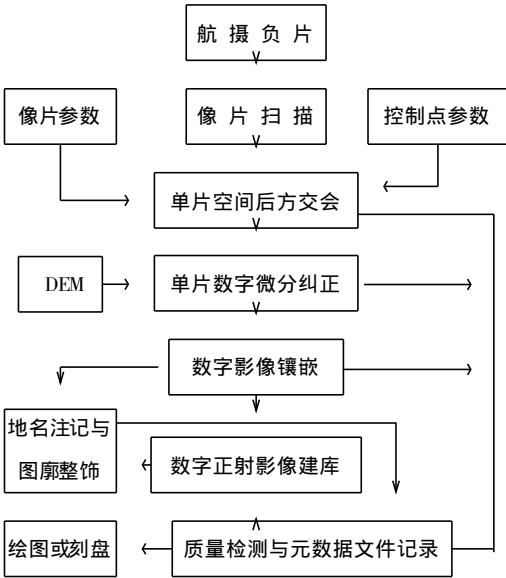 航摄负片
像片参数
像片扫描
控制点参数
单片空间后方交会
DEM
单片数字微分纠正
数字影像镶嵌
地名注记与
图廓整饰
数字正射影像建库
绘图或刻盘
质量检测与元数据文件记录